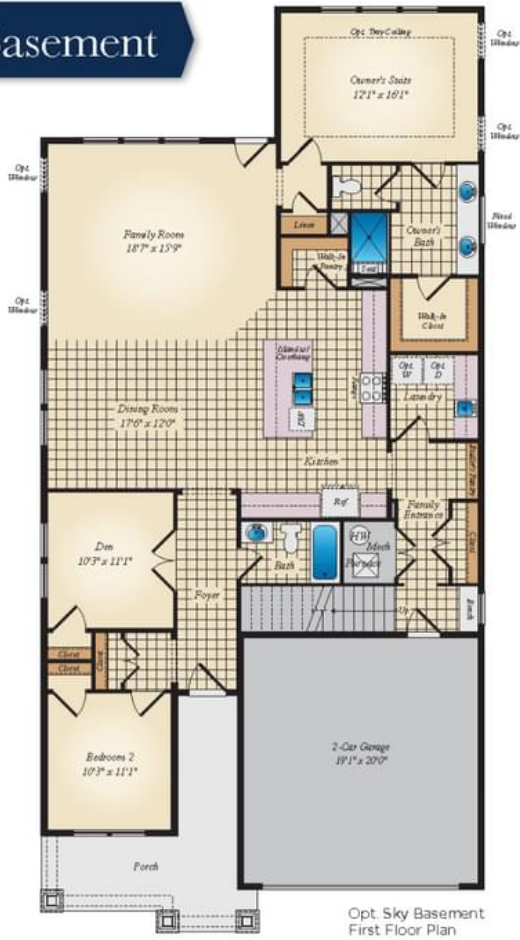 Basement
Opt. Tray Ceiling
Opt.
Window
Owner's Suite
12'1" x 16'1"
Opt.
Window
Opt.
Window
Fixed
Window
Linen
Owner's
Bath
Family Room
18'7" x 15'9"
Walk-In
Pantry
Seat
Opt.
Window
Walk-In
Closet
Island w/
Overhang
Opt.
W
Opt.
D
Range
Laundry
DW
Dining Room
17'6" x 12'0"
Kitchen
Ref
Family
Entrance
Den
10'3" x 11'1"
HW
Mech
Furnace
Bath
Closet
Foyer
Up
Bench
Closet
Closet
Closet
Bedroom 2
10'3" x 11'1"
2-Car Garage
19'1" x 20'0"
Porch
Opt. Sky Basement
First Floor Plan